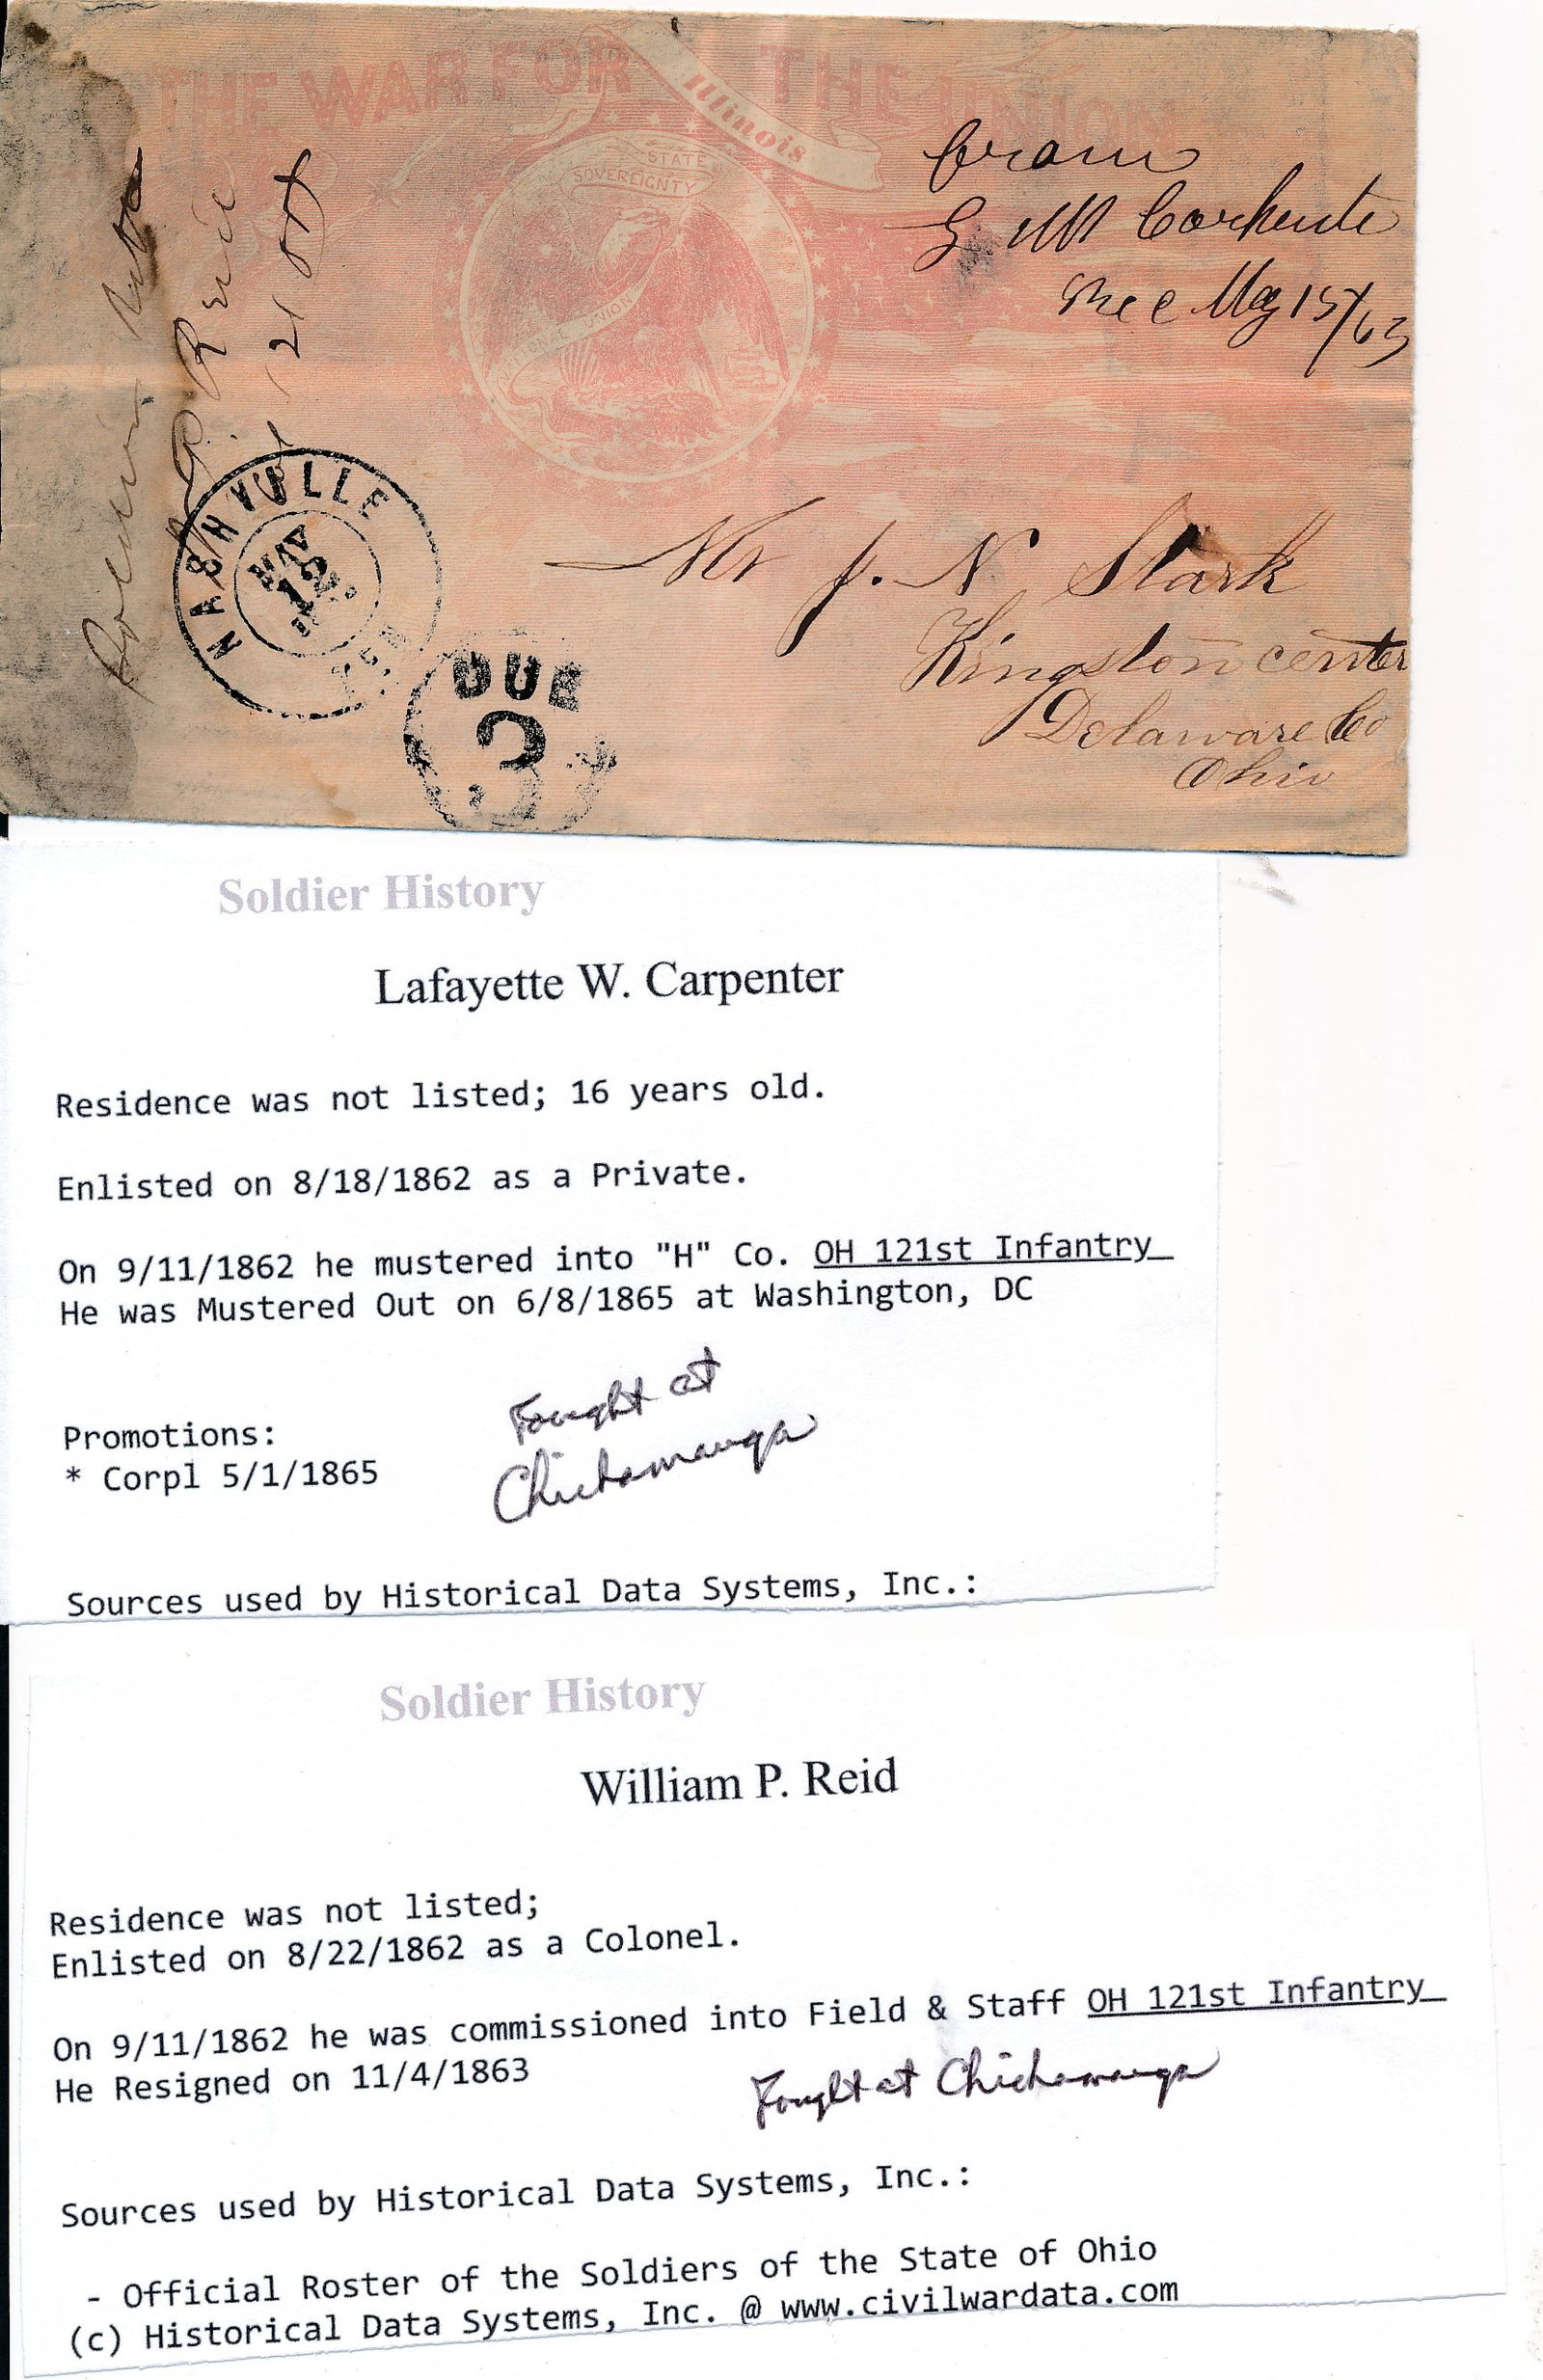 THE WAR FOR THE UNION
Illinois
STATE
SOVEREIGNTY
UNION
L W Carpente
Rec May 15/63
P Reid
121
NASHVILLE
MAY
12
TEN
DUE
3
Mr J. N Stark
Kingston center
Delaware Co
Ohio
Soldier History
Lafayette W. Carpenter
Residence was not listed; 16 years old.
Enlisted on 8/18/1862 as a Private.
On 9/11/1862 he mustered into "H" Co. OH 121st Infantry
He was Mustered Out on 6/8/1865 at Washington, DC
Promotions:
* Corpl 5/1/1865
Fought at
Chickamauga
Sources used by Historical Data Systems, Inc.:
Soldier History
William P. Reid
Residence was not listed;
Enlisted on 8/22/1862 as a Colonel.
On 9/11/1862 he was commissioned into Field & Staff OH 121st Infantry
He Resigned on 11/4/1863
Fought at Chickamauga
Sources used by Historical Data Systems, Inc.:
- Official Roster of the Soldiers of the State of Ohio
(c) Historical Data Systems, Inc. @ www.civilwardata.com